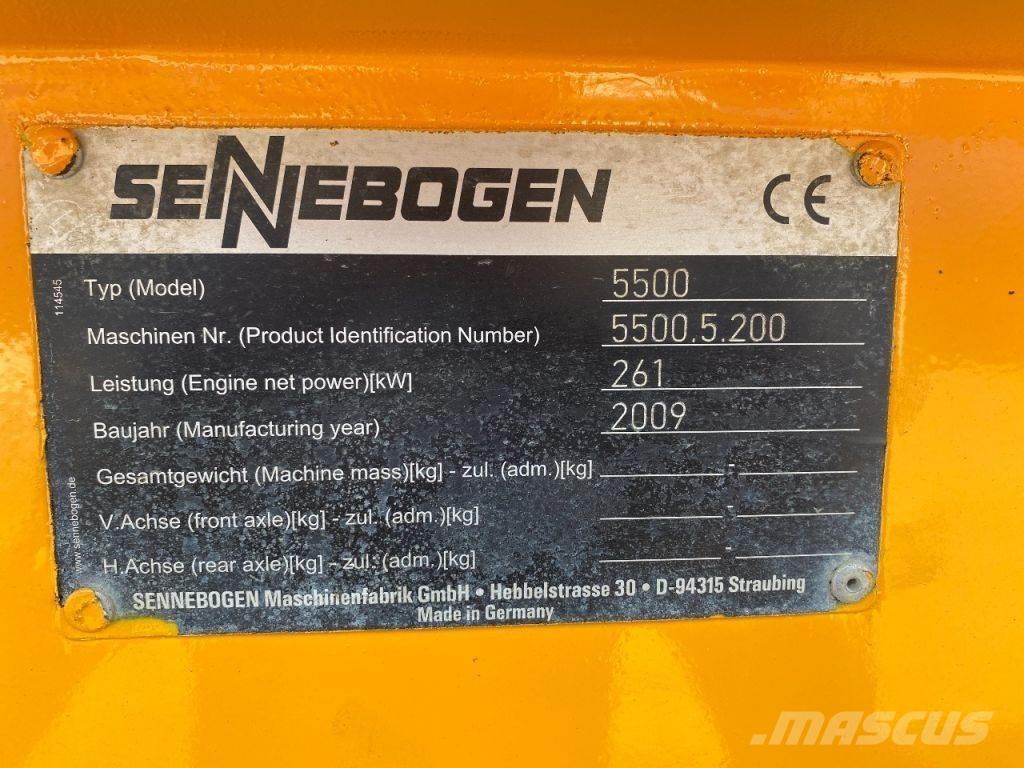 SENNEBOGEN CE
114545
Typ (Model) 5500
Maschinen Nr. (Product Identification Number) 5500.5.200
Leistung (Engine net power)[kW] 261
Baujahr (Manufacturing year) 2009
Gesamtgewicht (Machine mass)[kg] - zul. (adm.)[kg] -
V.Achse (front axle)[kg] - zul. (adm.)[kg] -
H.Achse (rear axle)[kg] - zul. (adm.)[kg] -
www.sennebogen.de
SENNEBOGEN Maschinenfabrik GmbH • Hebbelstrasse 30 • D-94315 Straubing
Made in Germany
MASCUS